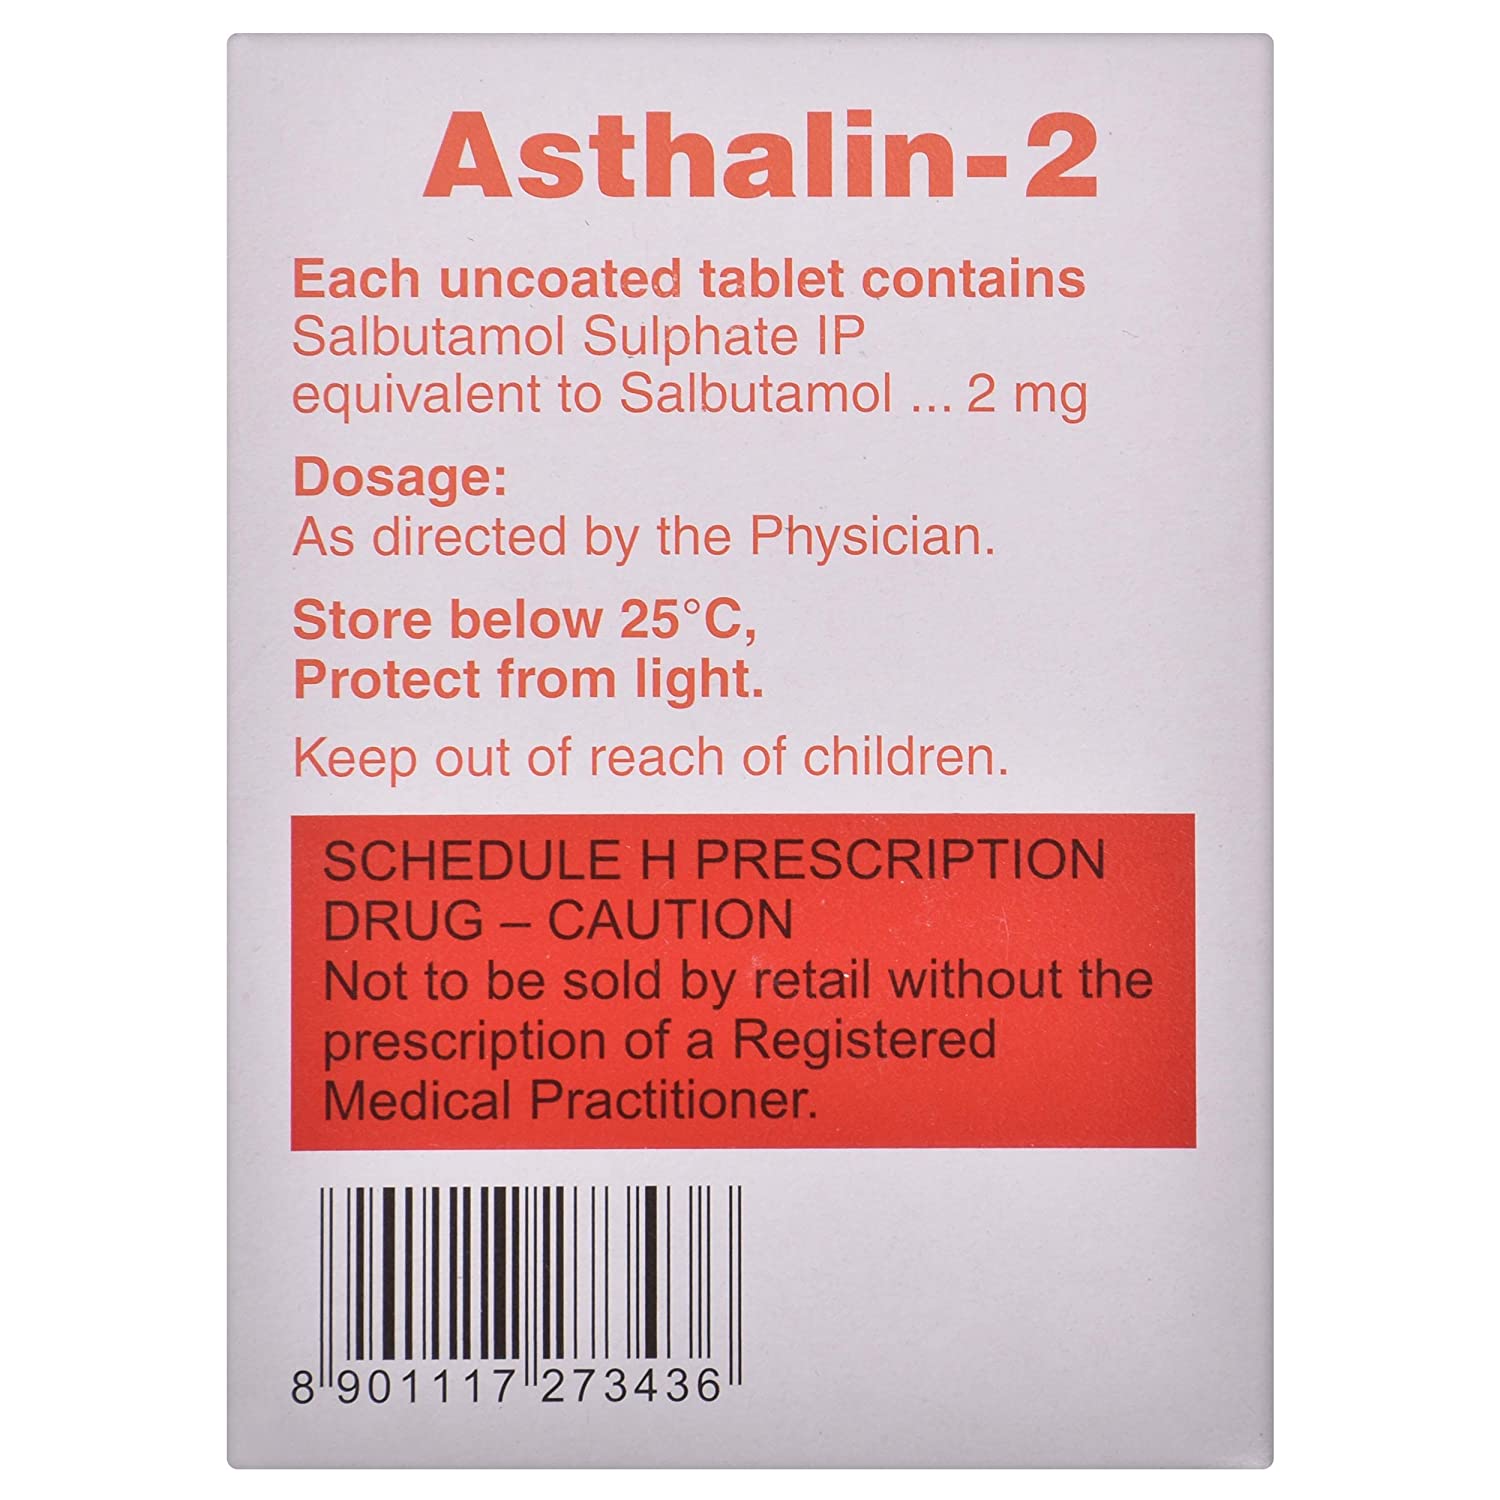 Asthalin-2
Each uncoated tablet contains
Salbutamol Sulphate IP
equivalent to Salbutamol ... 2 mg
Dosage:
As directed by the Physician.
Store below 25°C,
Protect from light.
Keep out of reach of children.
SCHEDULE H PRESCRIPTION
DRUG – CAUTION
Not to be sold by retail without the
prescription of a Registered
Medical Practitioner.
8 901117 273436